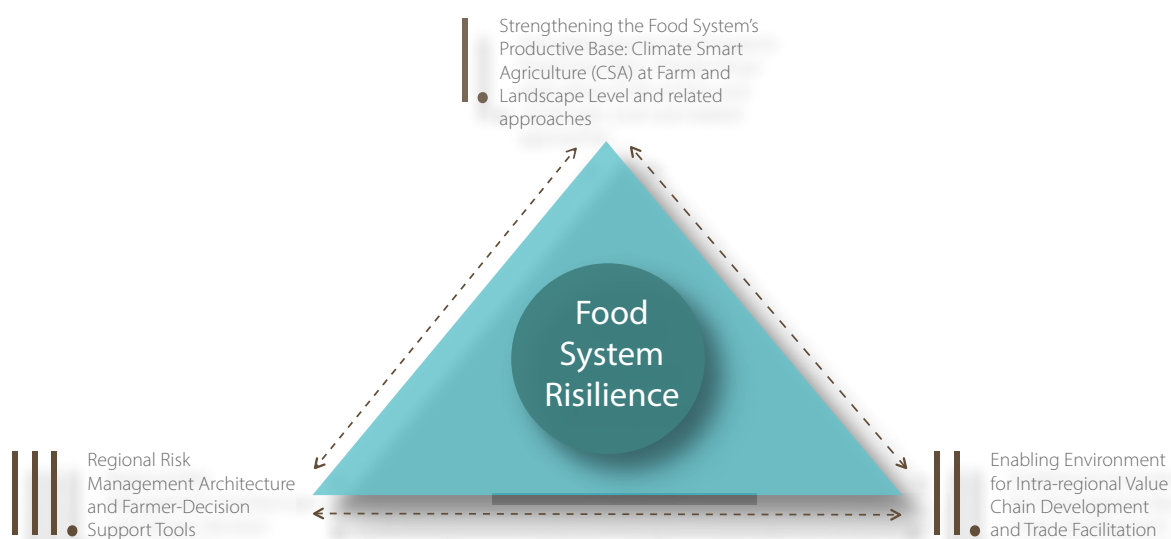 I.
Strengthening the Food System’s
Productive Base: Climate Smart
Agriculture (CSA) at Farm and
Landscape Level and related
approaches
Food
System
Risilience
III.
Regional Risk
Management Architecture
and Farmer-Decision
Support Tools
II.
Enabling Environment
for Intra-regional Value
Chain Development
and Trade Facilitation